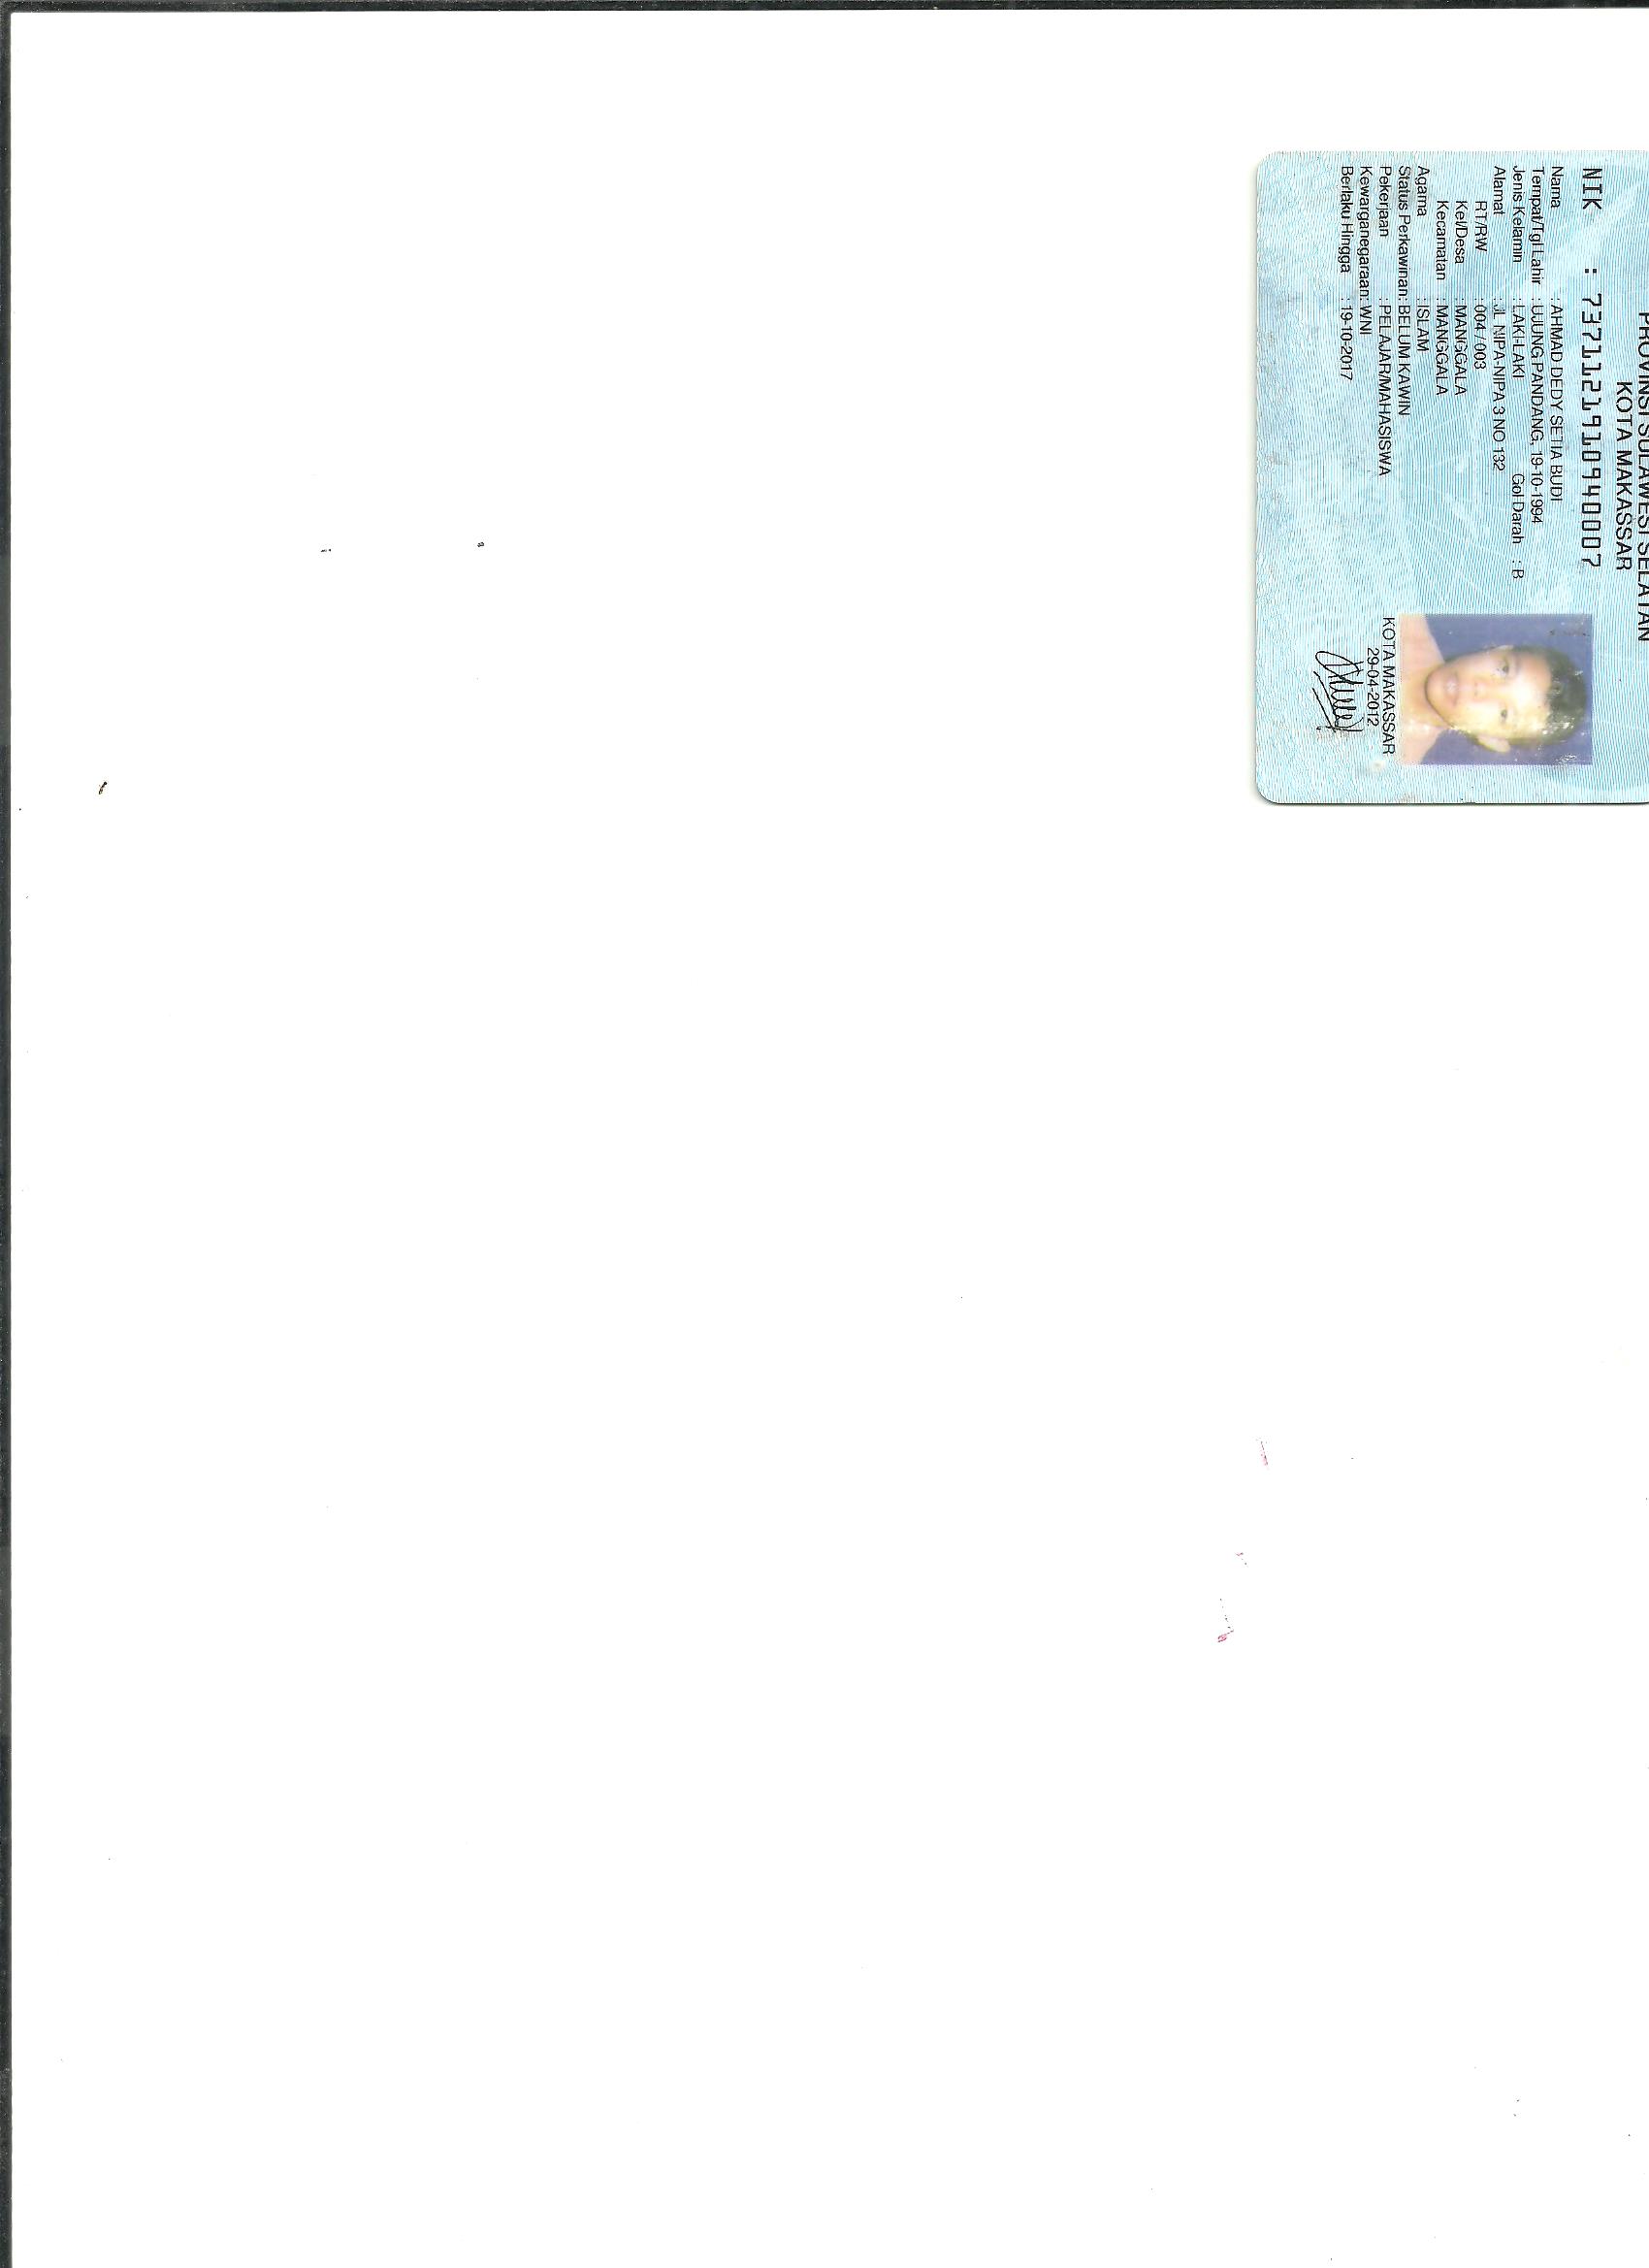 PROVINSI SULAWESI SELATAN
KOTA MAKASSAR
NIK : 7371121910940007
Nama : AHMAD DEDY SETIA BUDI
Tempat/Tgl Lahir : UJUNG PANDANG, 19-10-1994
Jenis Kelamin : LAKI-LAKI Gol Darah : B
Alamat : JL NIPA-NIPA 3 NO 132
RT/RW : 004 / 003
Kel/Desa : MANGGALA
Kecamatan : MANGGALA
Agama : ISLAM
Status Perkawinan: BELUM KAWIN
Pekerjaan : PELAJAR/MAHASISWA
Kewarganegaraan: WNI
Berlaku Hingga : 19-10-2017
KOTA MAKASSAR
29-04-2012